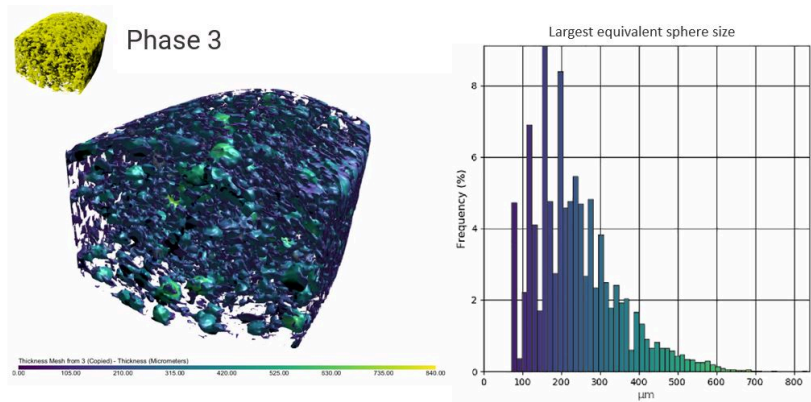 Phase 3
Thickness Mesh from 3 (Copied) - Thickness (Micrometers)
0.00 105.00 210.00 315.00 420.00 525.00 630.00 735.00 840.00
Largest equivalent sphere size
Frequency (%)
8
6
4
2
0
0 100 200 300 400 500 600 700 800
μm